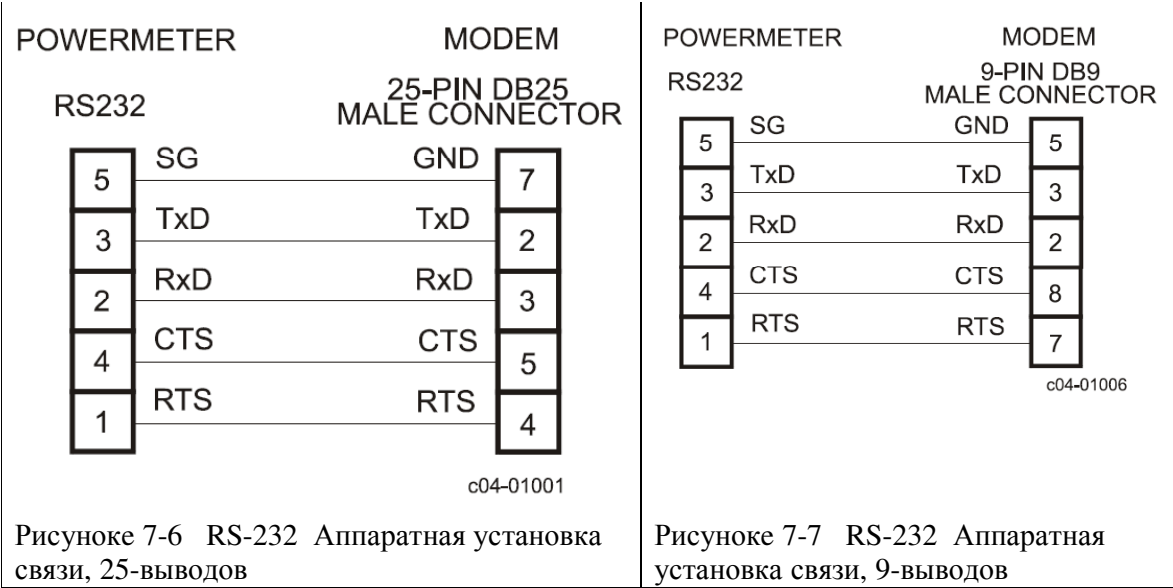 POWERMETER MODEM
RS232 25-PIN DB25
MALE CONNECTOR
5 SG GND 7
3 TxD TxD 2
2 RxD RxD 3
4 CTS CTS 5
1 RTS RTS 4
c04-01001
Рисуноке 7-6 RS-232 Аппаратная установка
связи, 25-выводов
POWERMETER MODEM
RS232 9-PIN DB9
MALE CONNECTOR
5 SG GND 5
3 TxD TxD 3
2 RxD RxD 2
4 CTS CTS 8
1 RTS RTS 7
c04-01006
Рисуноке 7-7 RS-232 Аппаратная
установка связи, 9-выводов